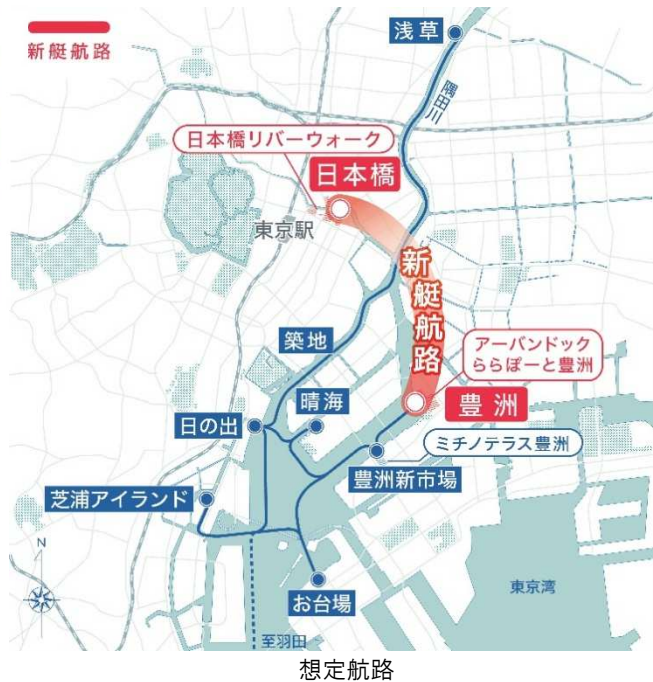 新艇航路
浅草
隅田川
日本橋リバーウォーク
日本橋
東京駅
新艇航路
築地
アーバンドック
ららぽーと豊洲
晴海
豊洲
日の出
ミチノテラス豊洲
豊洲新市場
芝浦アイランド
N
東京湾
お台場
至羽田
想定航路